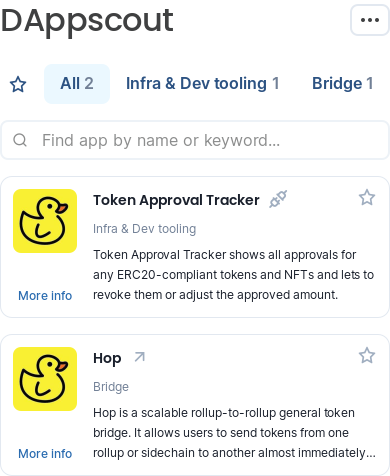 DAppscout
All 2
Infra & Dev tooling 1
Bridge 1
Find app by name or keyword...
Token Approval Tracker
Infra & Dev tooling
Token Approval Tracker shows all approvals for
any ERC20-compliant tokens and NFTs and lets to
revoke them or adjust the approved amount.
More info
Hop
Bridge
Hop is a scalable rollup-to-rollup general token
bridge. It allows users to send tokens from one
rollup or sidechain to another almost immediately...
More info